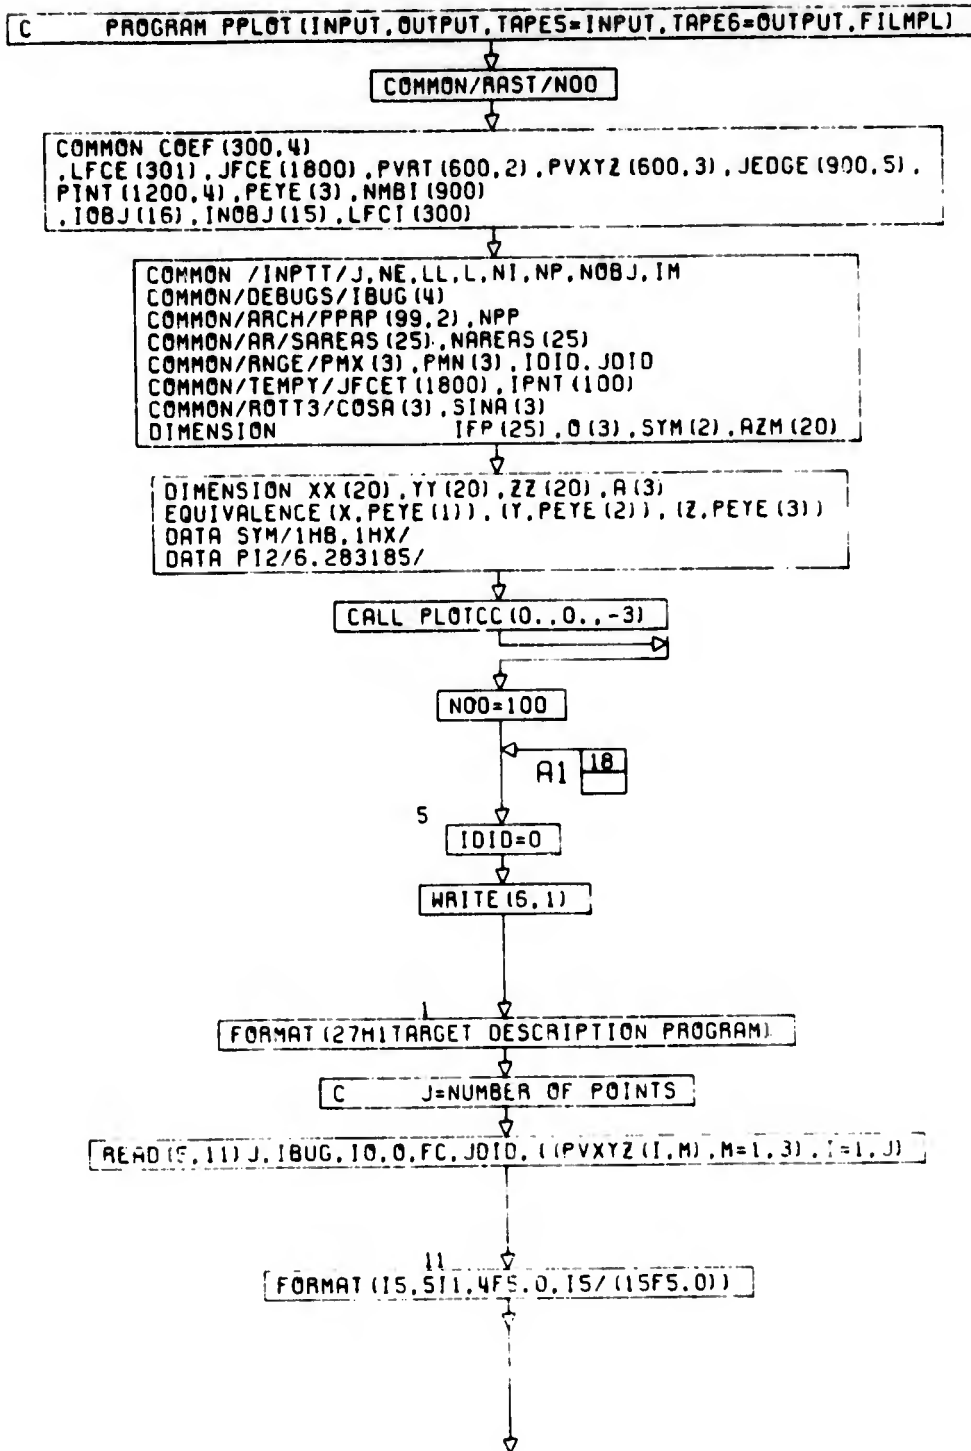 C PROGRAM PPLOT(INPUT,OUTPUT,TAPE5=INPUT,TAPE6=OUTPUT,FILMPL)
COMMON/RAST/NOO
COMMON COEF(300,4)
,LFCE(301),JFCE(1800),PVRT(600,2),PVXYZ(600,3),JEDGE(900,5),
PINT(1200,4),PEYE(3),NMBI(900)
,IOBJ(16),INOBJ(15),LFCI(300)
COMMON /INPTT/J,NE,LL,L,NI,NP,NOBJ,IM
COMMON/DEBUGS/IBUG(4)
COMMON/ARCH/PPRP(99,2),NPP
COMMON/AR/SAREAS(25),NAREAS(25)
COMMON/RNGE/PMX(3),PMN(3),IDID,JDID
COMMON/TEMPY/JFCET(1800),IPNT(100)
COMMON/ROTT3/COSA(3),SINA(3)
DIMENSION IFP(25),O(3),SYM(2),AZM(20)
DIMENSION XX(20),YY(20),ZZ(20),A(3)
EQUIVALENCE(X,PEYE(1)),(Y,PEYE(2)),(Z,PEYE(3))
DATA SYM/1HB,1HX/
DATA PI2/6.283185/
CALL PLOTCC(0.,0.,-3)
NOO=100
A1 18
5
IDID=0
WRITE(6,1)
1
FORMAT(27H1TARGET DESCRIPTION PROGRAM)
C J=NUMBER OF POINTS
READ(5,11)J,IBUG,IO,O,FC,JDID,((PVXYZ(I,M),M=1,3),I=1,J)
11
FORMAT(I5,5I1,4F5.0,I5/(15F5.0))